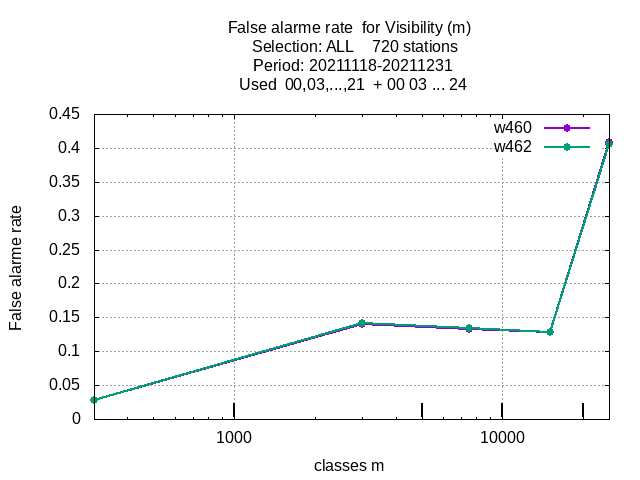 False alarme rate  for Visibility (m)
Selection: ALL    720 stations
Period: 20211118-20211231
Used  00,03,...,21  + 00 03 ... 24
w460
w462
0.45
0.4
0.35
0.3
0.25
0.2
0.15
0.1
0.05
0
False alarme rate
1000
10000
classes m